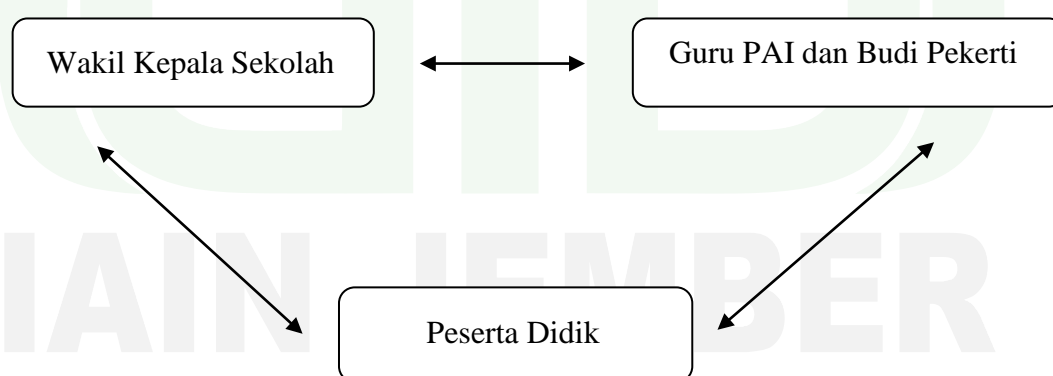 Wakil Kepala Sekolah
Guru PAI dan Budi Pekerti
Peserta Didik
IAIN JEMBER